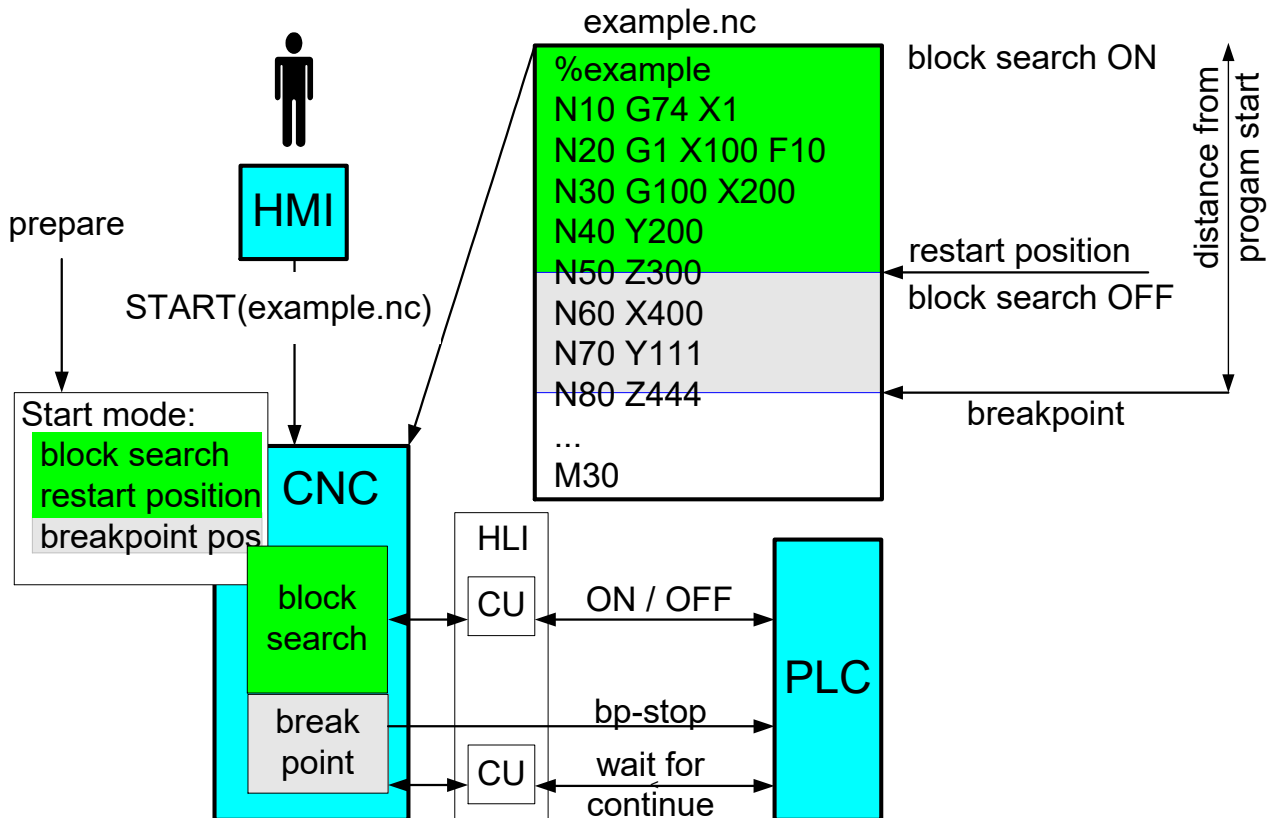 example.nc
%example
N10 G74 X1
N20 G1 X100 F10
N30 G100 X200
N40 Y200
N50 Z300
N60 X400
N70 Y111
N80 Z444
...
M30
block search ON
restart position
block search OFF
breakpoint
distance from
progam start
HMI
prepare
START(example.nc)
Start mode:
block search
restart position
breakpoint pos
CNC
block
search
break
point
HLI
CU
CU
ON / OFF
bp-stop
wait for
continue
PLC